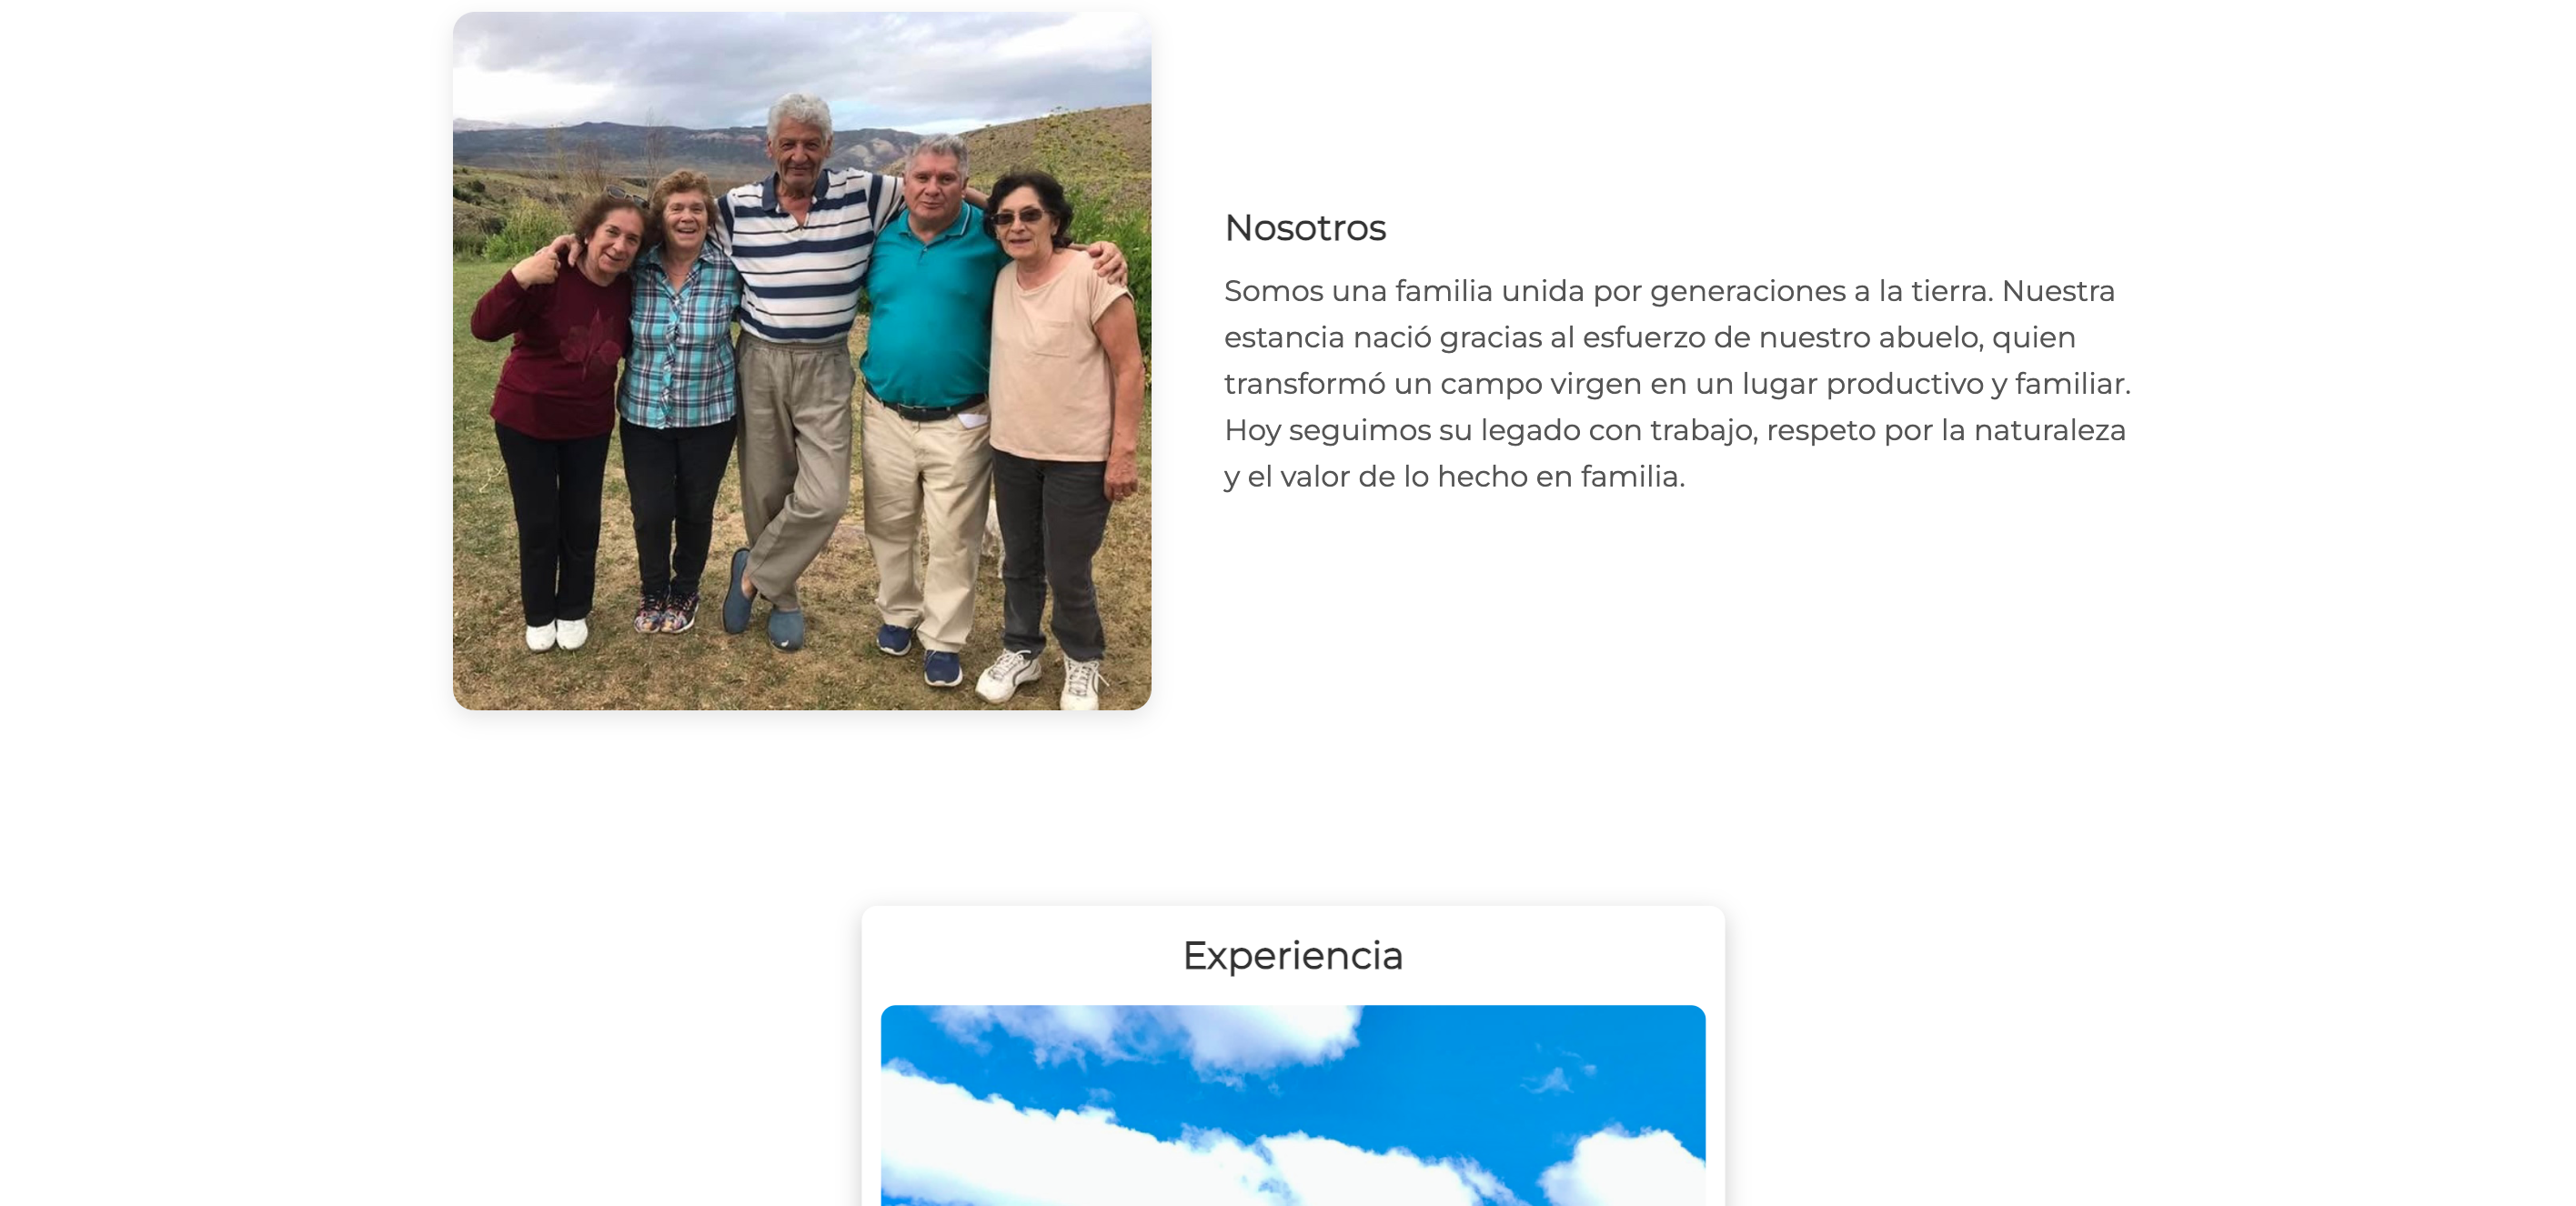 Nosotros
Somos una familia unida por generaciones a la tierra. Nuestra
estancia nació gracias al esfuerzo de nuestro abuelo, quien
transformó un campo virgen en un lugar productivo y familiar.
Hoy seguimos su legado con trabajo, respeto por la naturaleza
y el valor de lo hecho en familia.
Experiencia